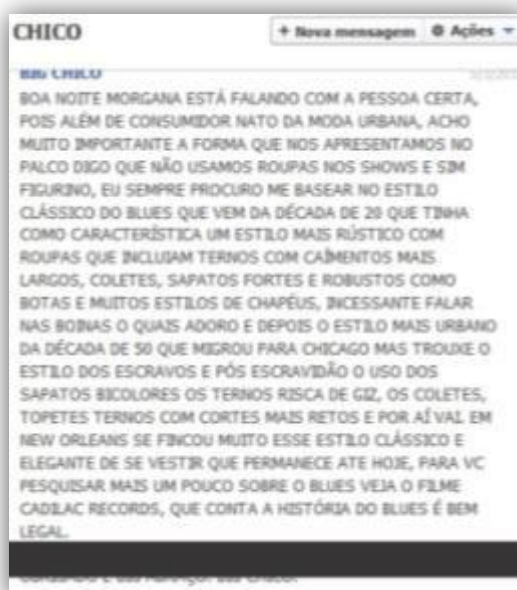 CHICO
+ Nova mensagem Ações
BIG CHICO
BOA NOITE MORGANA ESTÁ FALANDO COM A PESSOA CERTA,
POIS ALÉM DE CONSUMIDOR NATO DA MODA URBANA, ACHO
MUITO IMPORTANTE A FORMA QUE NOS APRESENTAMOS NO
PALCO DIGO QUE NÃO USAMOS ROUPAS NOS SHOWS E SIM
FIGURINO, EU SEMPRE PROCURO ME BASEAR NO ESTILO
CLÁSSICO DO BLUES QUE VEM DA DÉCADA DE 20 QUE TINHA
COMO CARACTERÍSTICA UM ESTILO MAIS RÚSTICO COM
ROUPAS QUE INCLUIAM TERNOS COM CAÍMENTOS MAIS
LARGOS, COLETES, SAPATOS FORTES E ROBUSTOS COMO
BOTAS E MUITOS ESTILOS DE CHAPÉUS, INCESSANTE FALAR
NAS BOINAS O QUAIS ADORO E DEPOIS O ESTILO MAIS URBANO
DA DÉCADA DE 50 QUE MIGROU PARA CHICAGO MAS TROUXE O
ESTILO DOS ESCRAVOS E PÓS ESCRAVIDÃO O USO DOS
SAPATOS BICOLORES OS TERNOS RISCA DE GIZ, OS COLETES,
TOPETES TERNOS COM CORTES MAIS RETOS E POR AÍ VAI. EM
NEW ORLEANS SE FINCOU MUITO ESSE ESTILO CLÁSSICO E
ELEGANTE DE SE VESTIR QUE PERMANECE ATE HOJE, PARA VC
PESQUISAR MAIS UM POUCO SOBRE O BLUES VEJA O FILME
CADILAC RECORDS, QUE CONTA A HISTÓRIA DO BLUES É BEM
LEGAL.